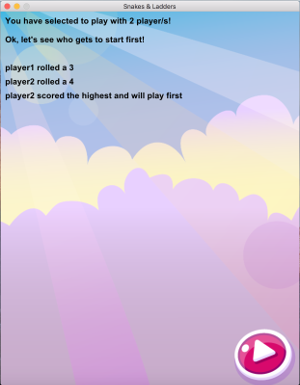 Snakes & Ladders
You have selected to play with 2 player/s!
Ok, let's see who gets to start first!
player1 rolled a 3
player2 rolled a 4
player2 scored the highest and will play first